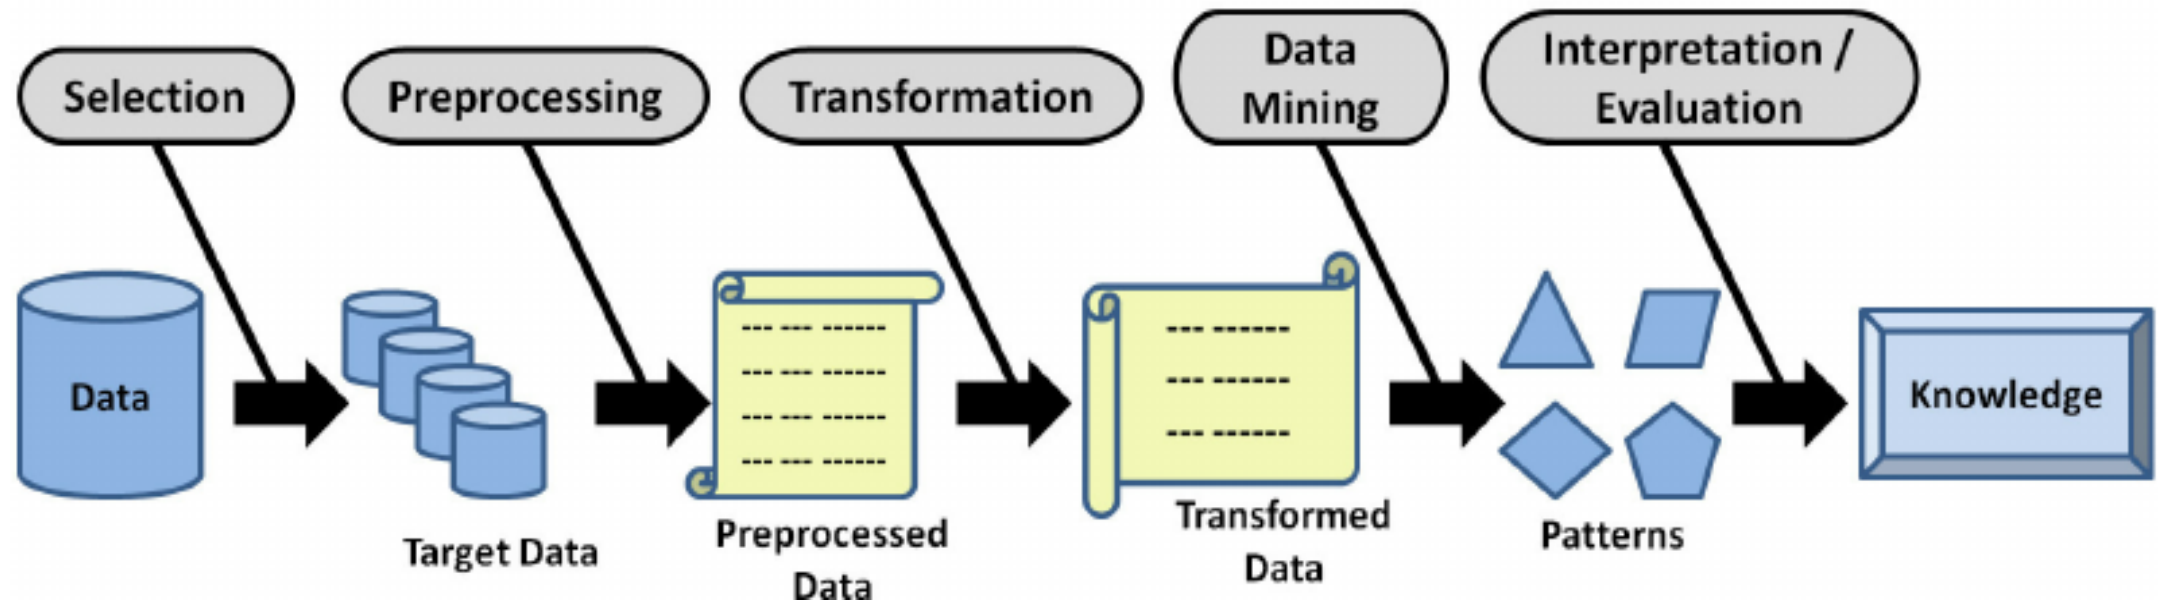 Selection
Preprocessing
Transformation
Data
Mining
Interpretation /
Evaluation
Data
Target Data
--- --- ------
--- --- ------
--- --- ------
--- --- ------
Preprocessed
Data
--- ------
--- ------
--- ------
Transformed
Data
Patterns
Knowledge